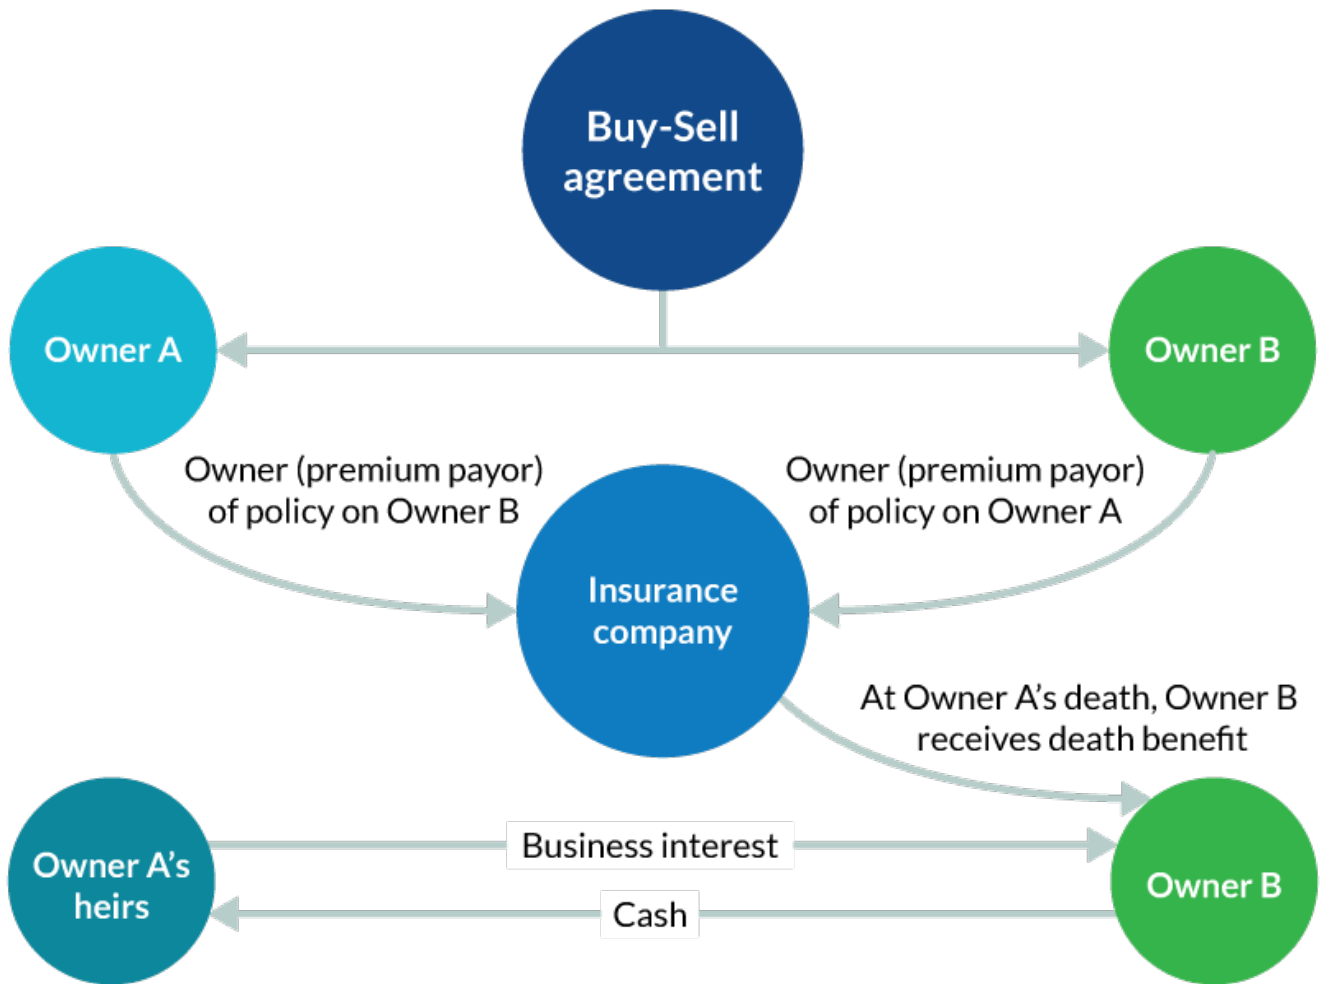 Buy-Sell
agreement
Owner A
Owner B
Owner (premium payor)
of policy on Owner B
Owner (premium payor)
of policy on Owner A
Insurance
company
At Owner A’s death, Owner B
receives death benefit
Owner A’s
heirs
Business interest
Cash
Owner B